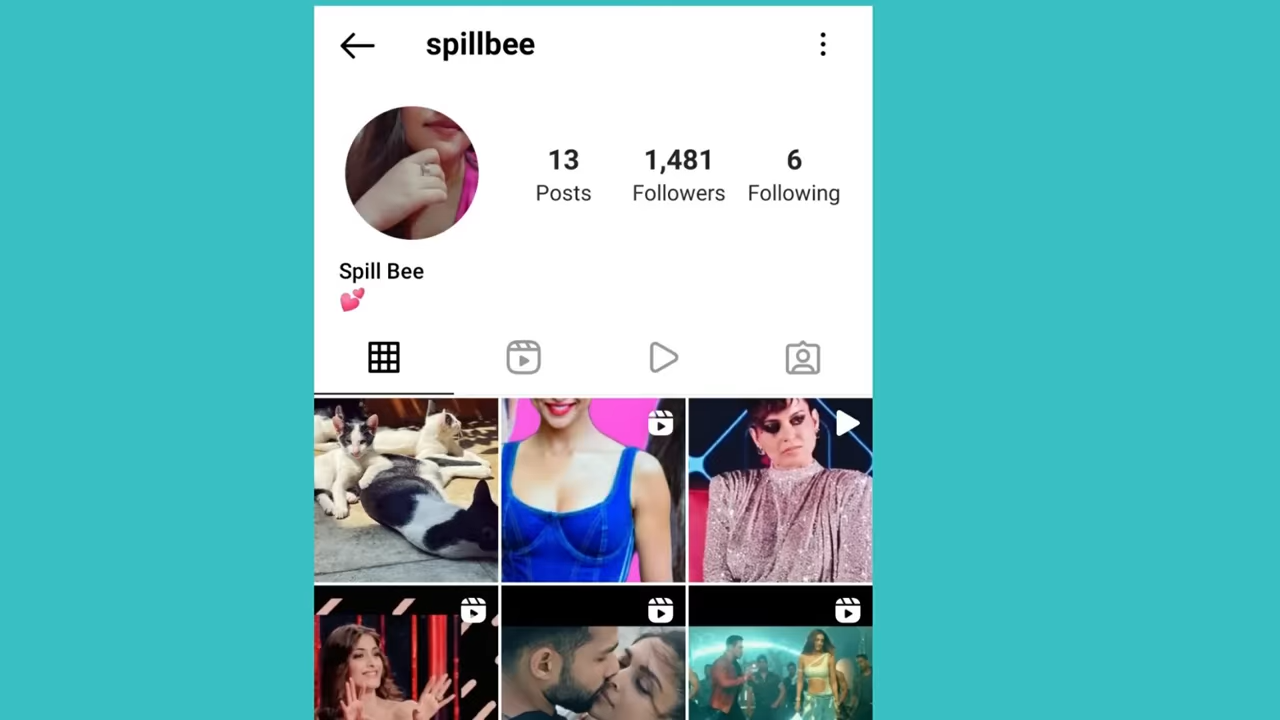 spillbee
13 1,481 6
Posts Followers Following
Spill Bee
💕